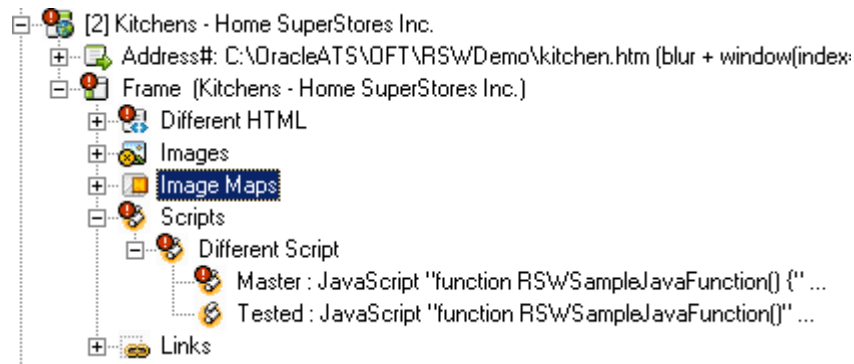 [2] Kitchens - Home SuperStores Inc.
Address#: C:\OracleATS\OFT\RSWDemo\kitchen.htm (blur + window(index=
Frame (Kitchens - Home SuperStores Inc.)
Different HTML
Images
Image Maps
Scripts
Different Script
Master : JavaScript "function RSWSampleJavaFunction() {" ...
Tested : JavaScript "function RSWSampleJavaFunction()" ...
Links